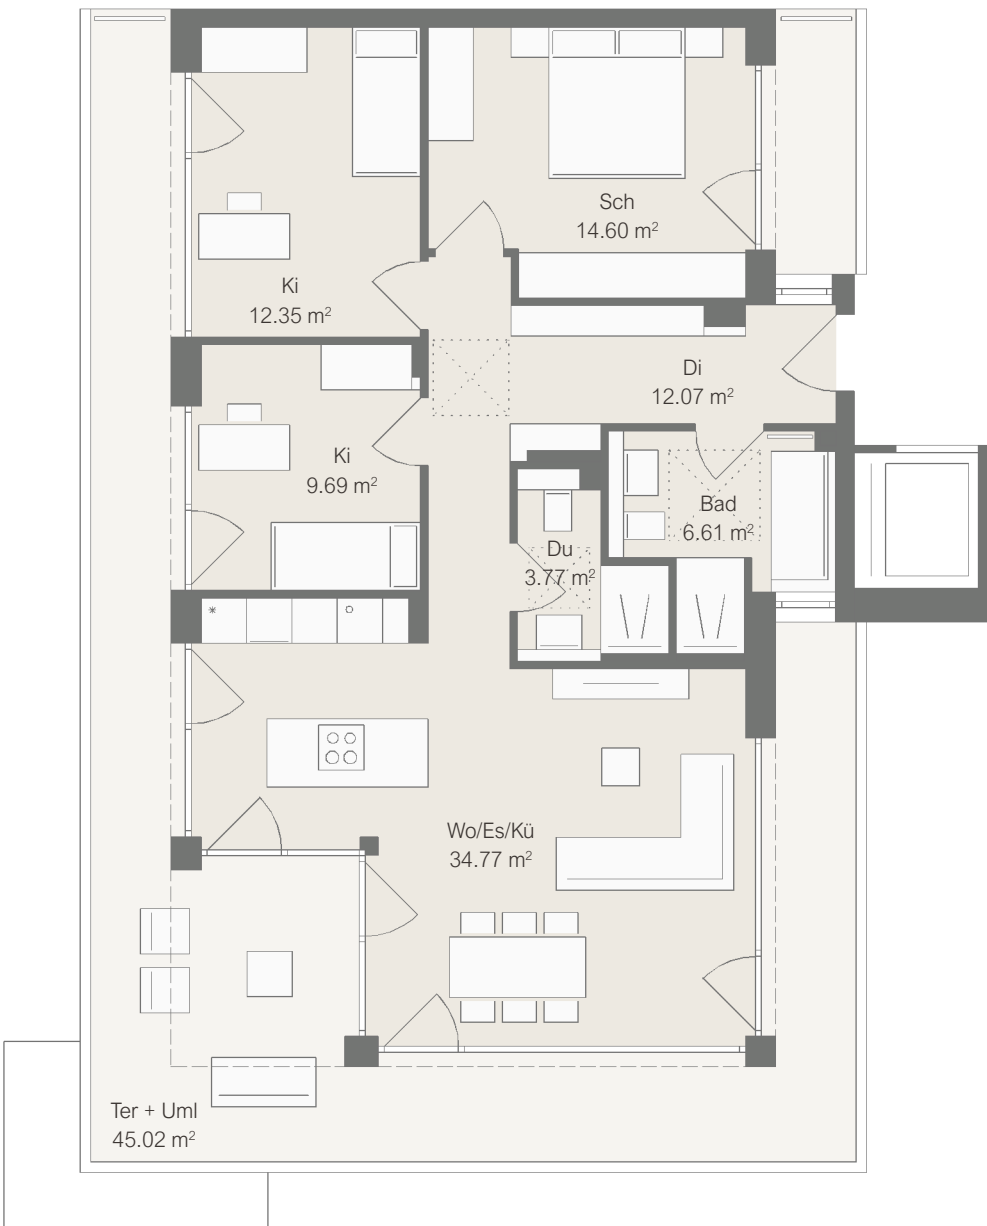 Sch
14.60 m²
Ki
12.35 m²
Di
12.07 m²
Ki
9.69 m²
Bad
6.61 m²
Du
3.77 m²
Wo/Es/Kü
34.77 m²
Ter + Uml
45.02 m²